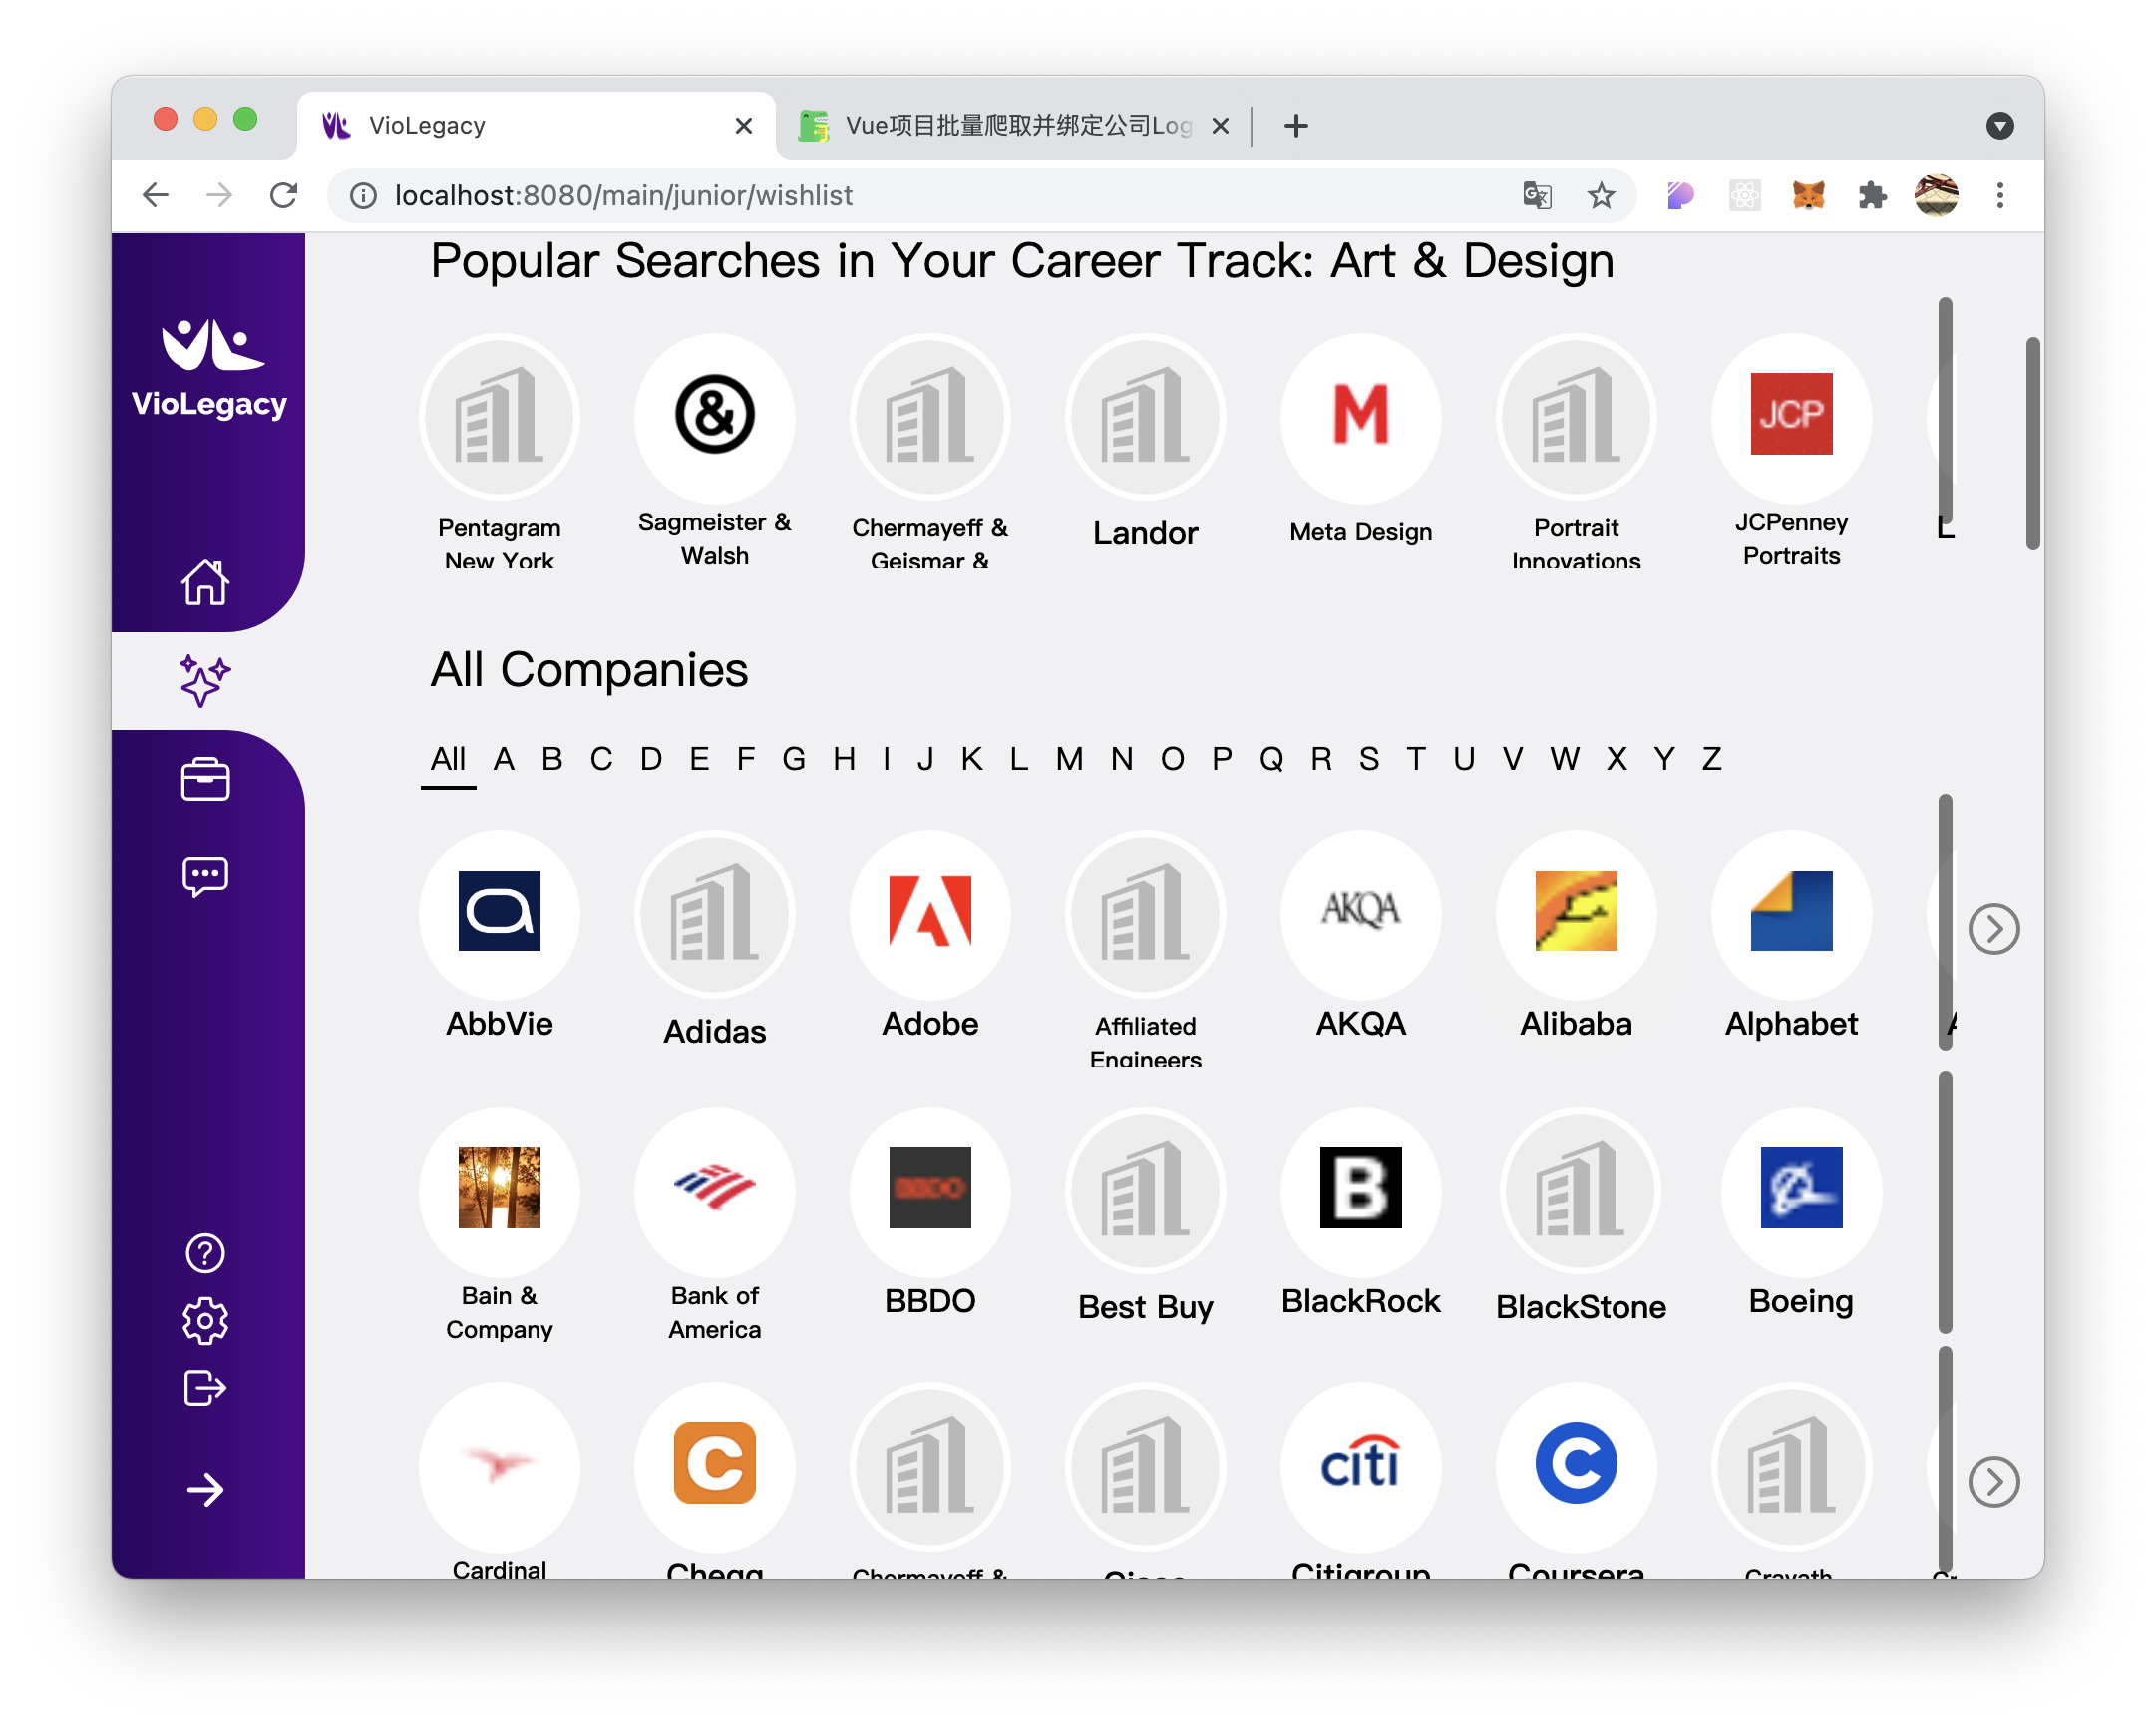 VioLegacy
Vue项目批量爬取并绑定公司Log
localhost:8080/main/junior/wishlist
VioLegacy
Popular Searches in Your Career Track: Art & Design
&
M
JCP
Pentagram
New York
Sagmeister &
Walsh
Chermayeff &
Geismar &
Landor
Meta Design
Portrait
Innovations
JCPenney
Portraits
L
All Companies
All A B C D E F G H I J K L M N O P Q R S T U V W X Y Z
a
AKQA
AbbVie
Adidas
Adobe
Affiliated
Engineers
AKQA
Alibaba
Alphabet
A
BBDO
B
Bain &
Company
Bank of
America
BBDO
Best Buy
BlackRock
BlackStone
Boeing
C
citi
C
Cardinal
Chegg
Chermayeff &
Cisco
Citigroup
Coursera
Cravath